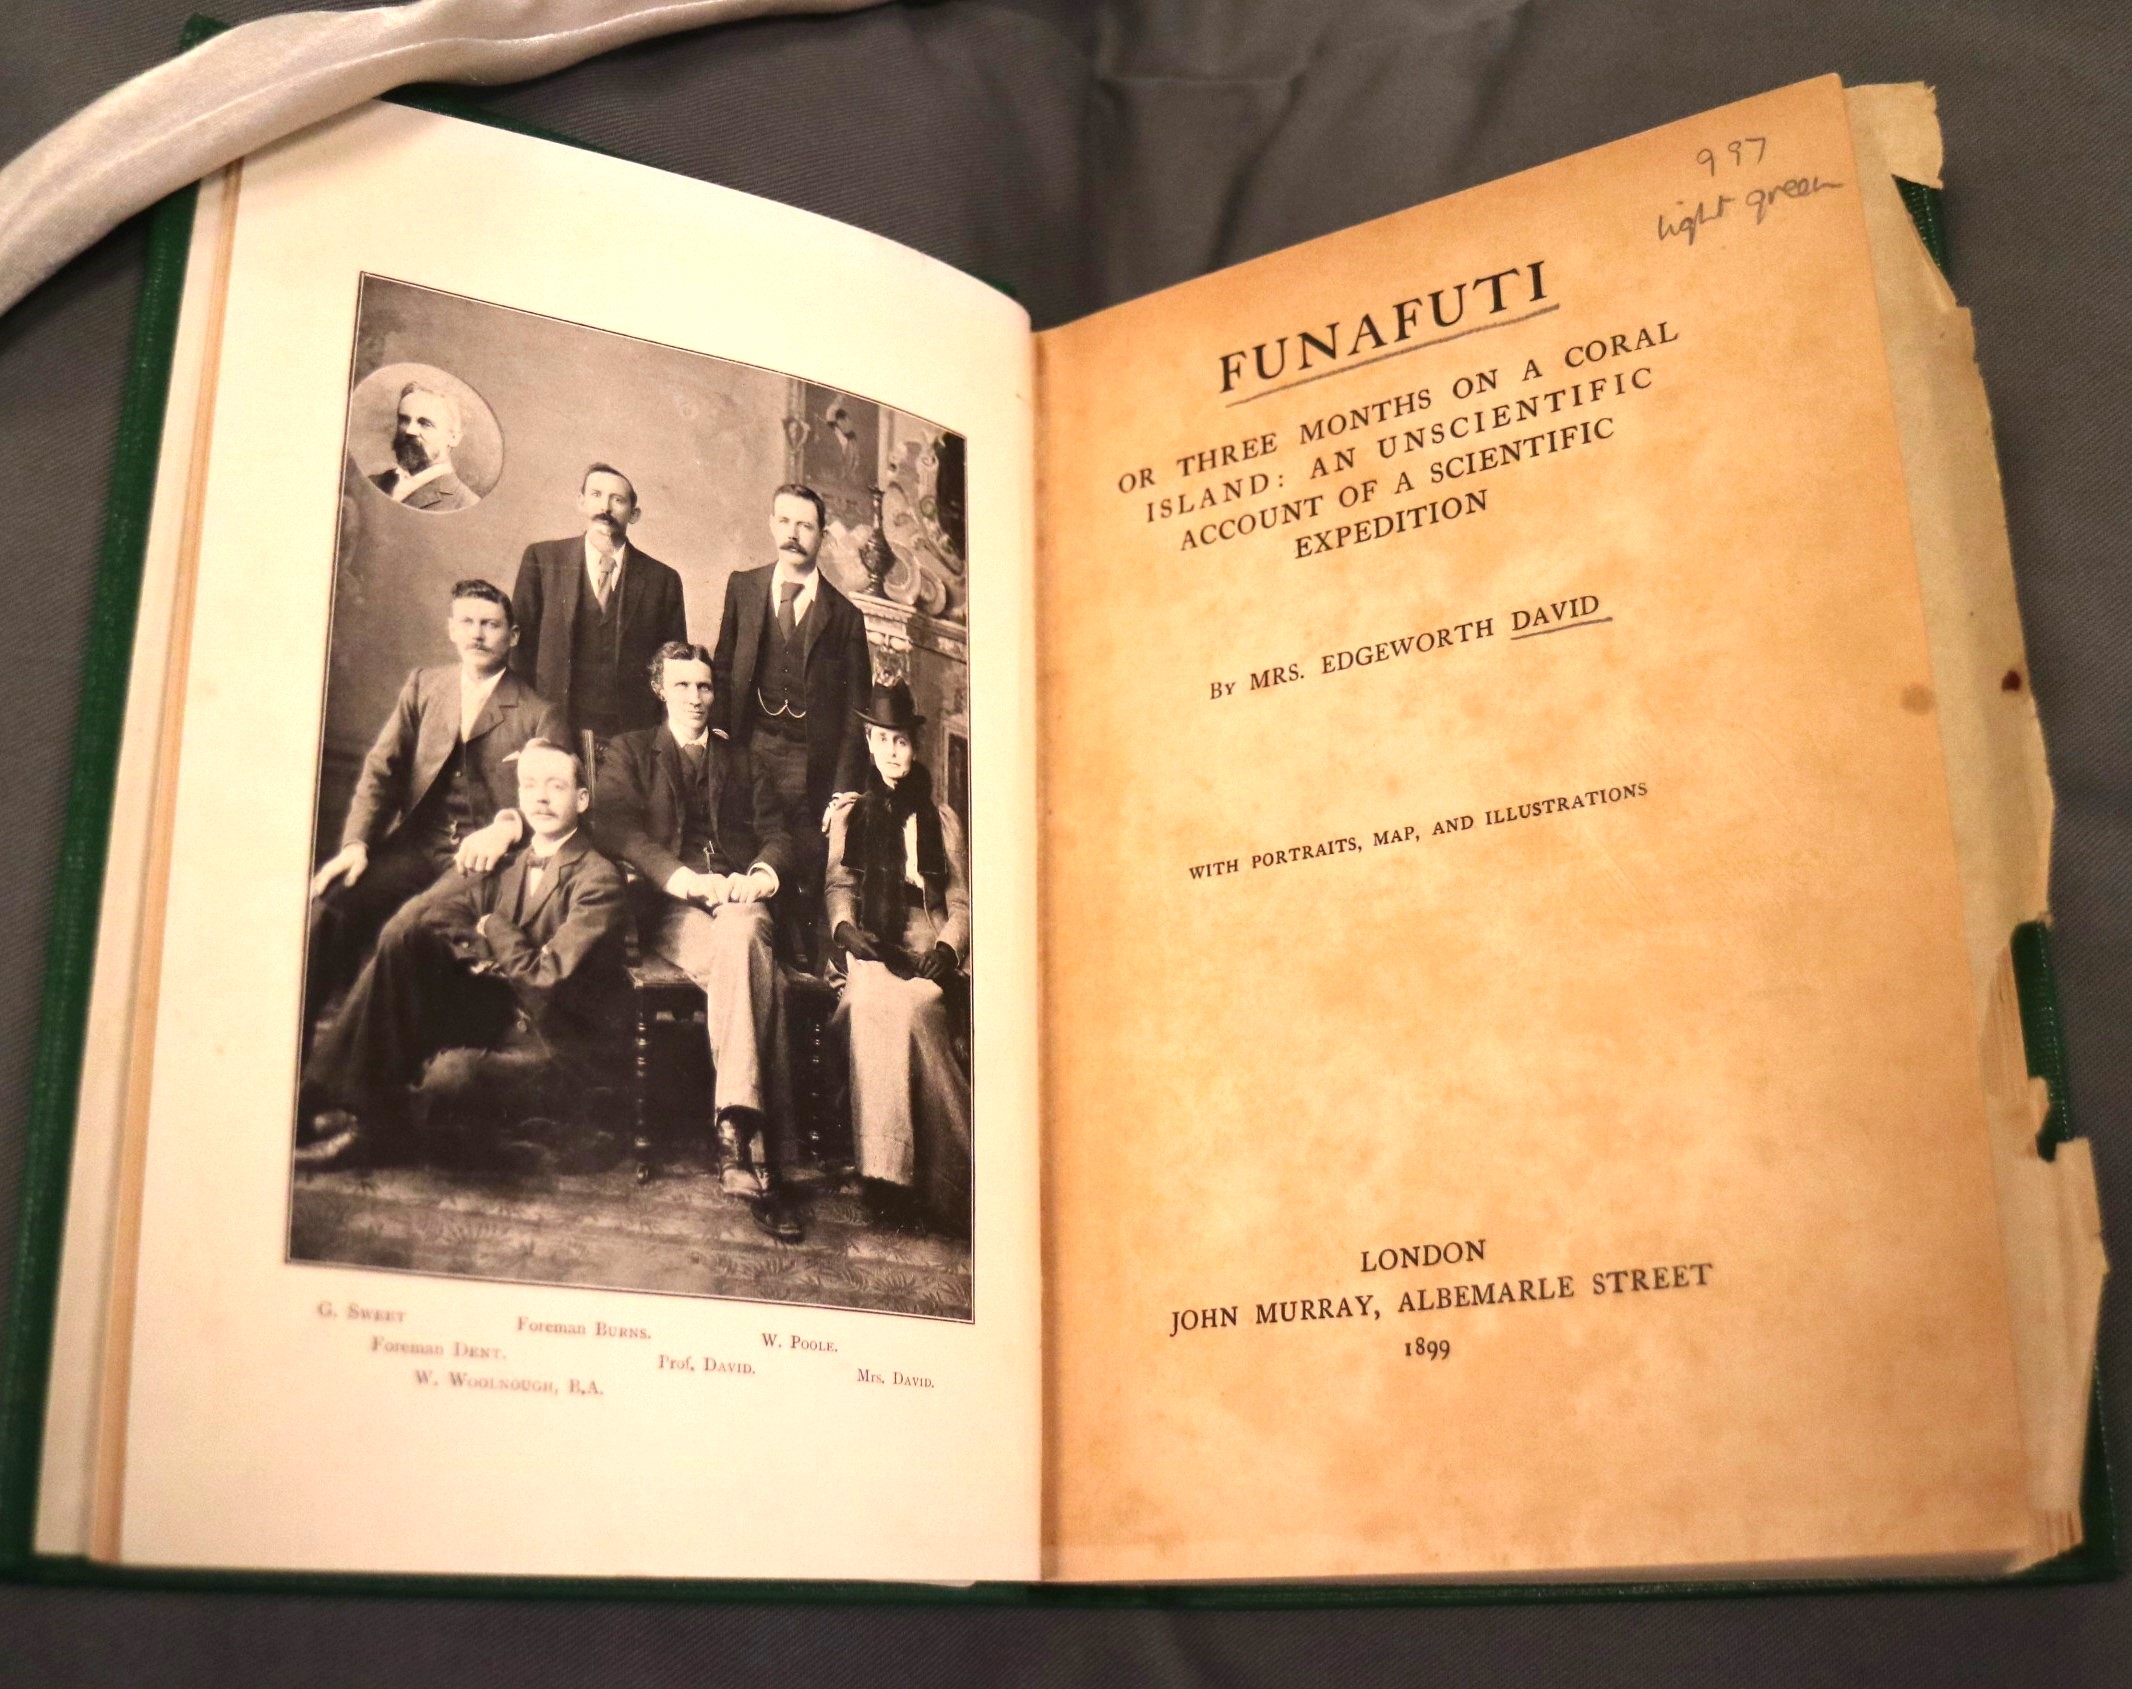 G. SWEET
Foreman BURNS.
W. POOLE.
Foreman DENT.
Prof. DAVID.
Mrs. DAVID.
W. WOOLNOUGH, B.A.
997
light green
FUNAFUTI
OR THREE MONTHS ON A CORAL
ISLAND: AN UNSCIENTIFIC
ACCOUNT OF A SCIENTIFIC
EXPEDITION
By MRS. EDGEWORTH DAVID
WITH PORTRAITS, MAP, AND ILLUSTRATIONS
LONDON
JOHN MURRAY, ALBEMARLE STREET
1899